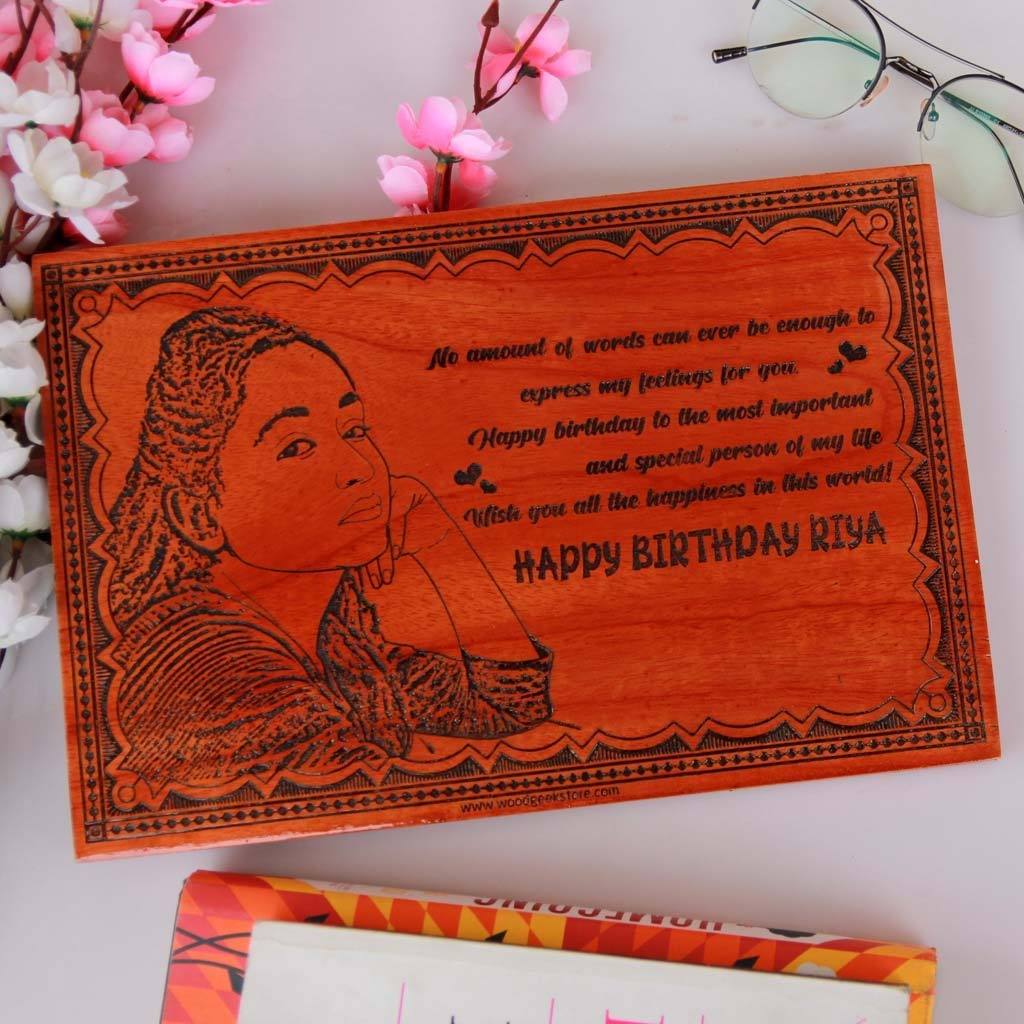 No amount of words can ever be enough to
express my feelings for you.
Happy birthday to the most important
and special person of my life
Wish you all the happiness in this world!
HAPPY BIRTHDAY RIYA
www.woodgeekstore.com
HOMECOMING